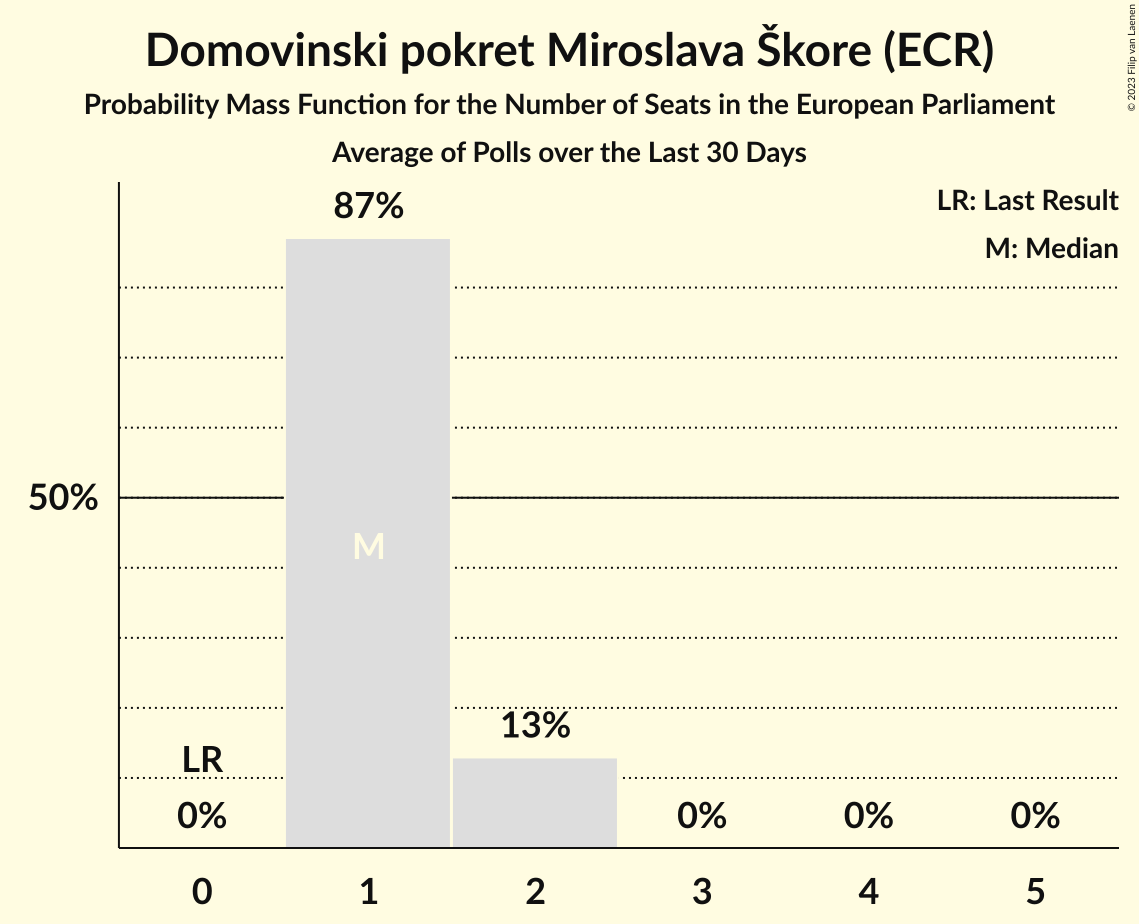 Domovinski pokret Miroslava Škore (ECR)
Probability Mass Function for the Number of Seats in the European Parliament
Average of Polls over the Last 30 Days
© 2023 Filip van Laenen
LR: Last Result
M: Median
87%
50%
M
13%
LR
0%
0%
0%
0%
0
1
2
3
4
5